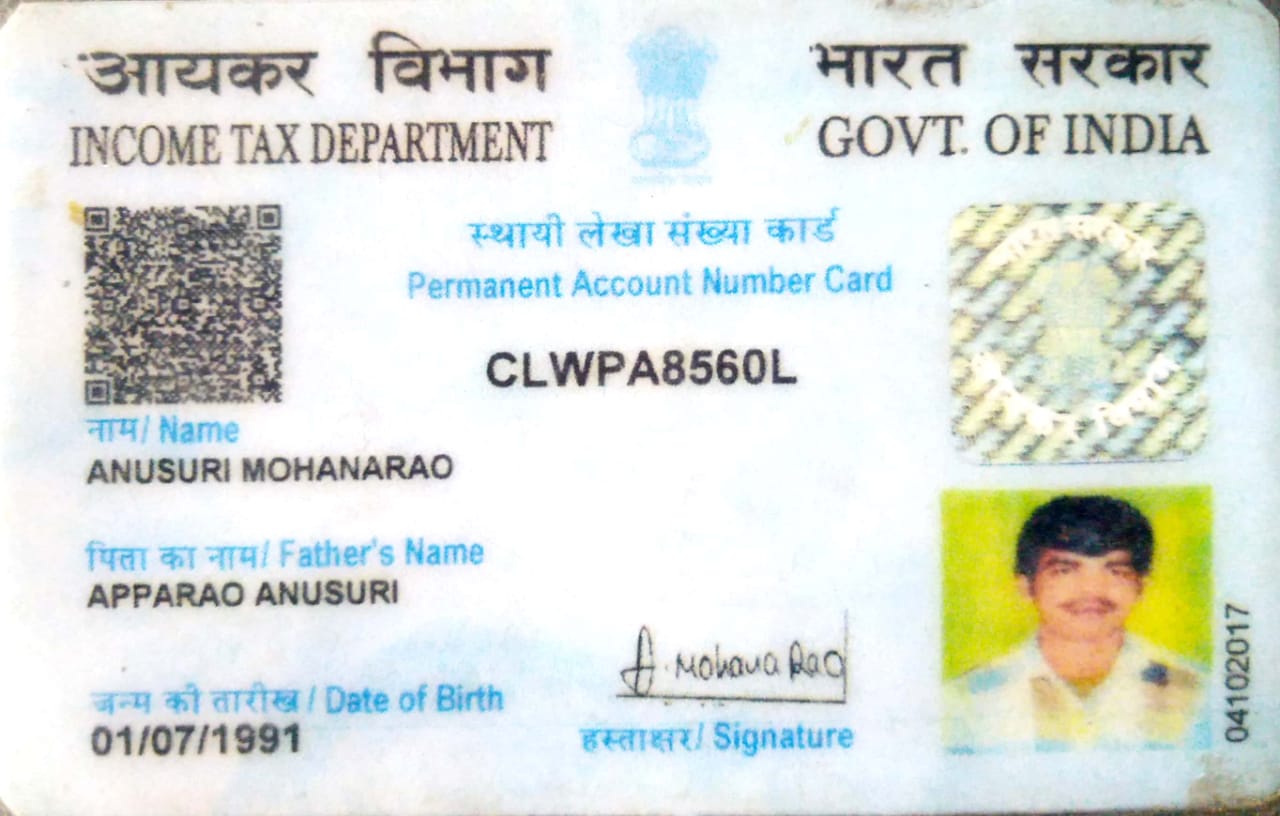 आयकर विभाग
INCOME TAX DEPARTMENT
भारत सरकार
GOVT. OF INDIA
स्थायी लेखा संख्या कार्ड
Permanent Account Number Card
CLWPA8560L
नाम/ Name
ANUSURI MOHANARAO
पिता का नाम/ Father's Name
APPARAO ANUSURI
जन्म की तारीख / Date of Birth
01/07/1991
A. Mohana Rao
हस्ताक्षर/ Signature
04102017